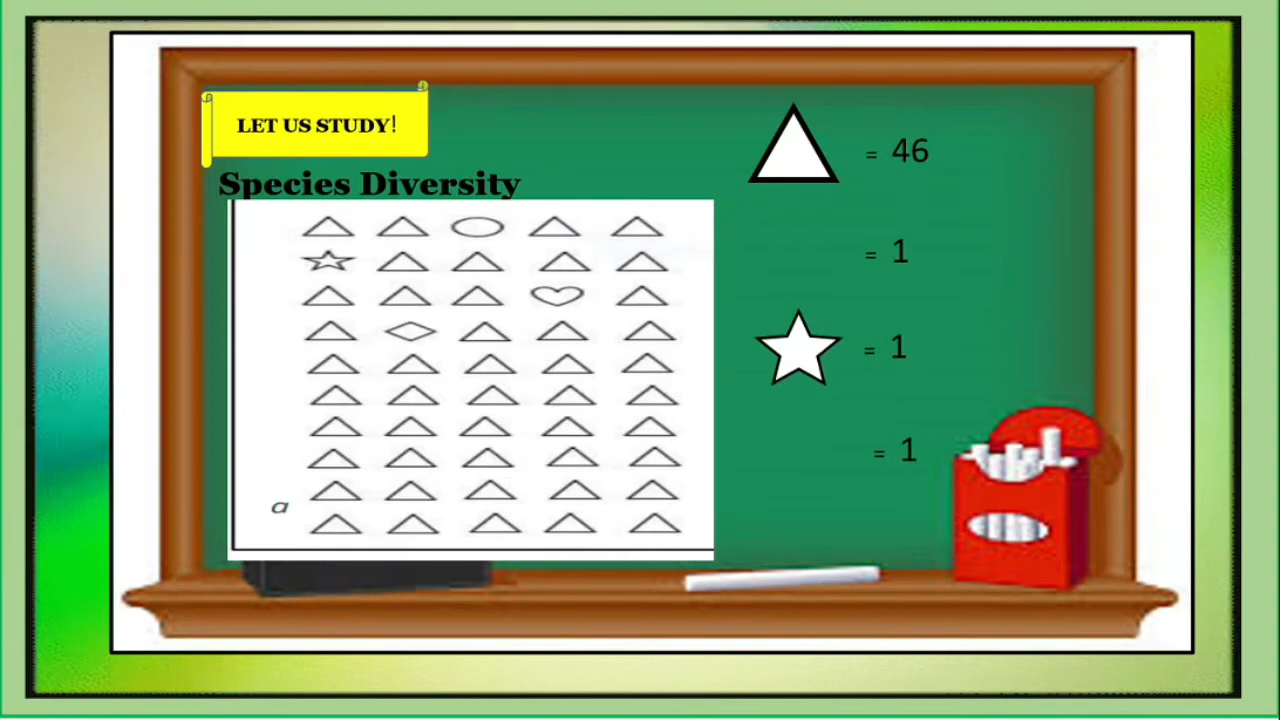 LET US STUDY!
Species Diversity
= 46
= 1
= 1
= 1
a